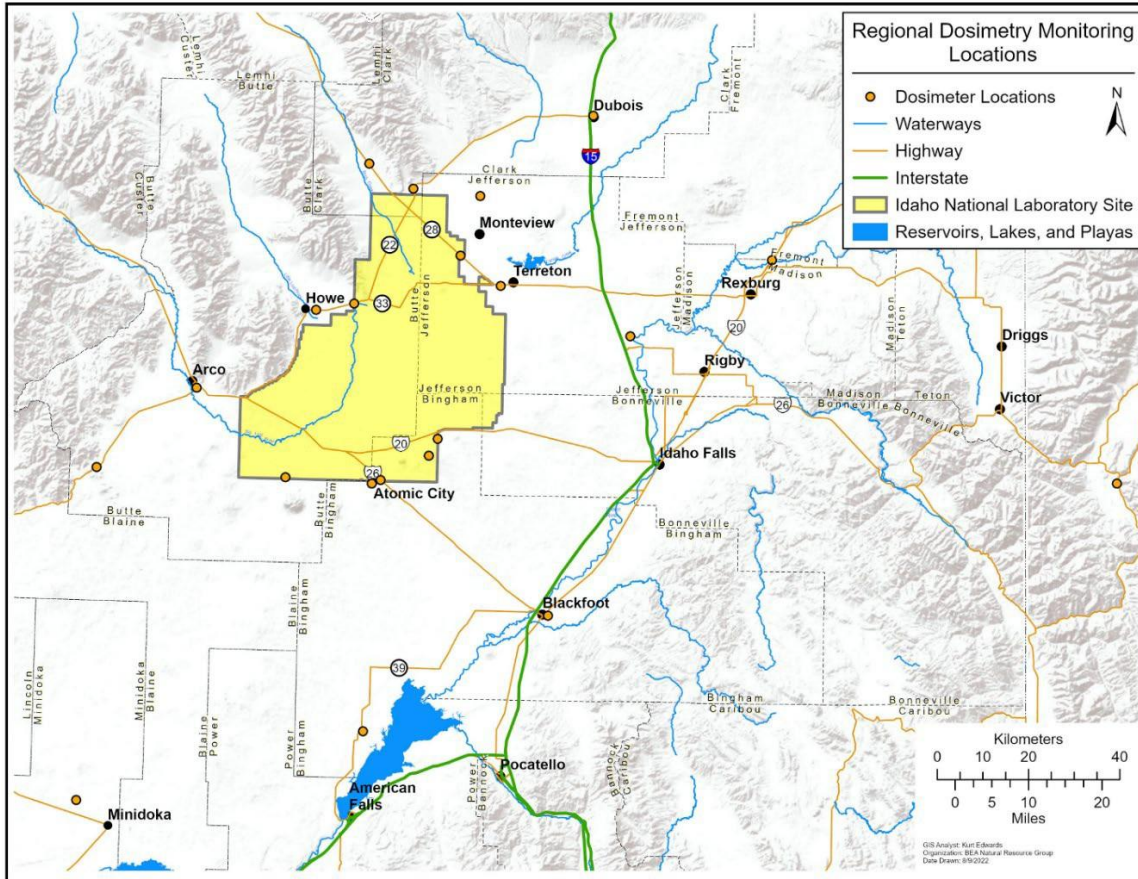 Regional Dosimetry Monitoring
Locations
Dosimeter Locations
Waterways
Highway
Interstate
Idaho National Laboratory Site
Reservoirs, Lakes, and Playas
N
Lemhi
Custer
Lemhi
Butte
Lemhi
Clark
Clark
Fremont
Dubois
15
Butte
Custer
Butte
Clark
Clark
Jefferson
Monteview
28
22
Fremont
Jefferson
Fremont
Madison
Terreton
Rexburg
Howe
33
Butte
Jefferson
Jefferson
Madison
20
Madison
Teton
Driggs
Arco
Rigby
Jefferson
Bingham
Jefferson
Bonneville
Madison
Bonneville
Teton
Bonneville
26
Victor
20
Idaho Falls
26
Atomic City
Butte
Blaine
Butte
Bingham
Bonneville
Bingham
Blaine
Bingham
Blackfoot
Lincoln
Minidoka
Minidoka
Blaine
39
Blaine
Power
Bingham
Caribou
Bonneville
Caribou
Power
Bingham
Pocatello
Power
Bannock
Bannock
Caribou
American
Falls
Minidoka
Kilometers
0 10 20 40
0 5 10 20
Miles
GIS Analyst: Kurt Edwards
Organization: BEA Natural Resource Group
Date Drawn: 8/9/2022